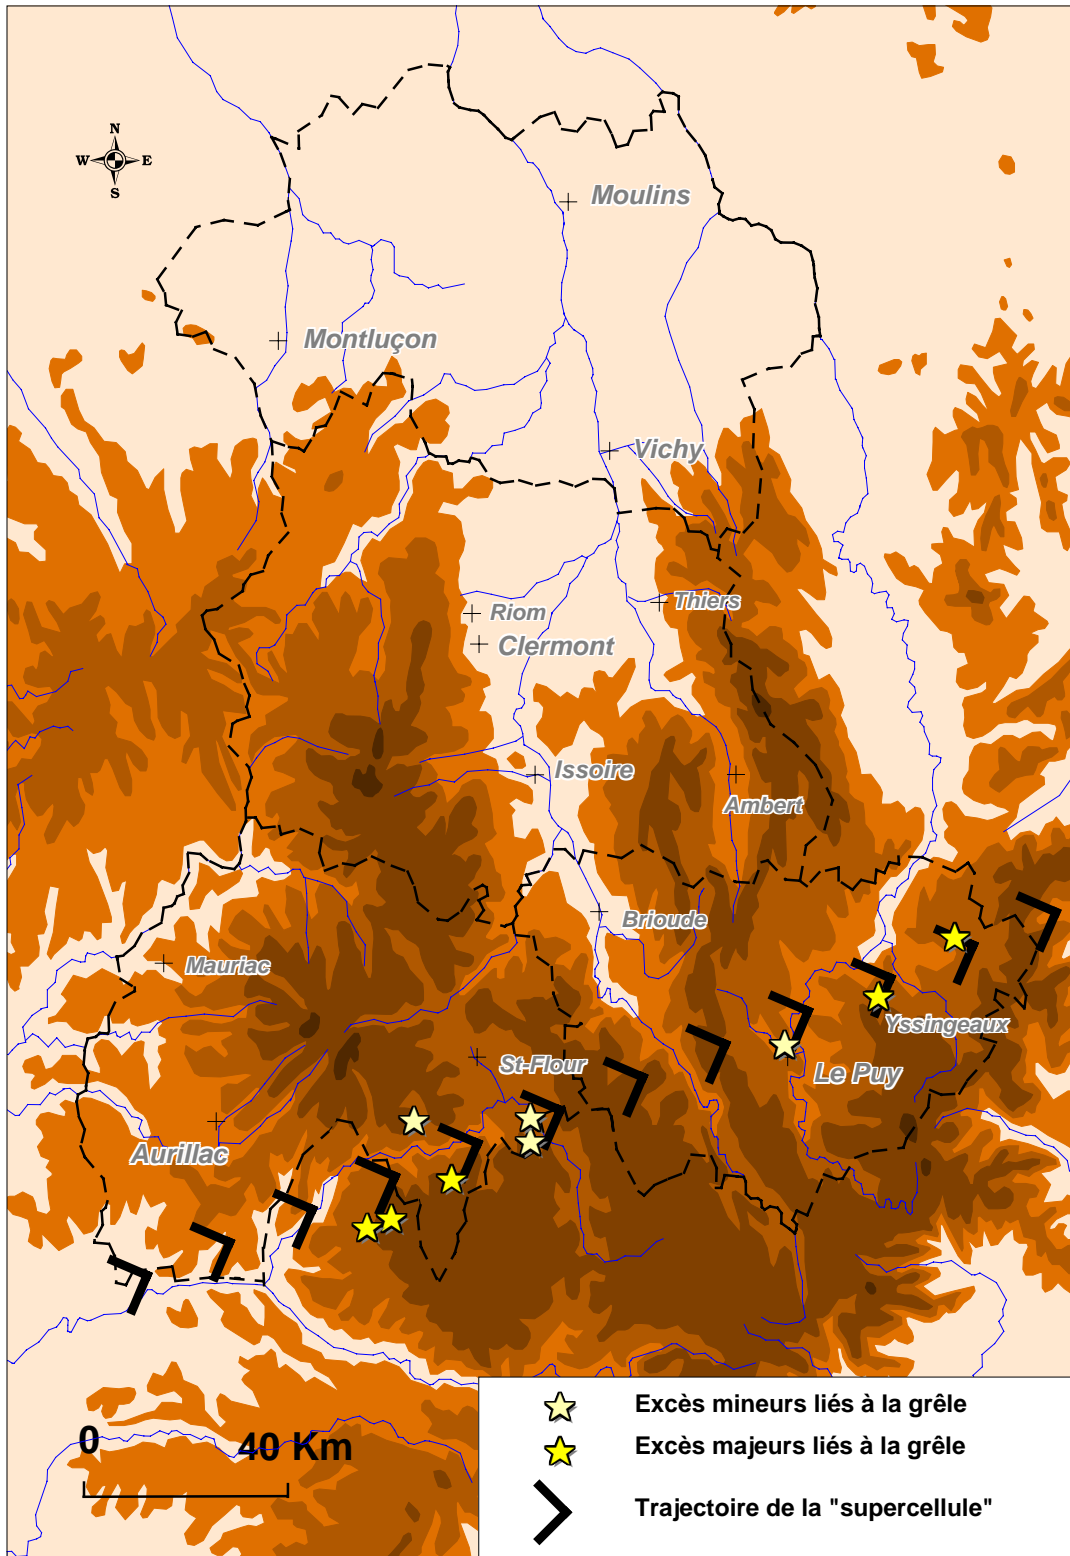 N
W E
S
Moulins
Montluçon
Vichy
Thiers
Riom
Clermont
Issoire
Ambert
Brioude
Mauriac
Yssingeaux
St-Flour
Le Puy
Aurillac
0 40 Km
Excès mineurs liés à la grêle
Excès majeurs liés à la grêle
Trajectoire de la "supercellule"